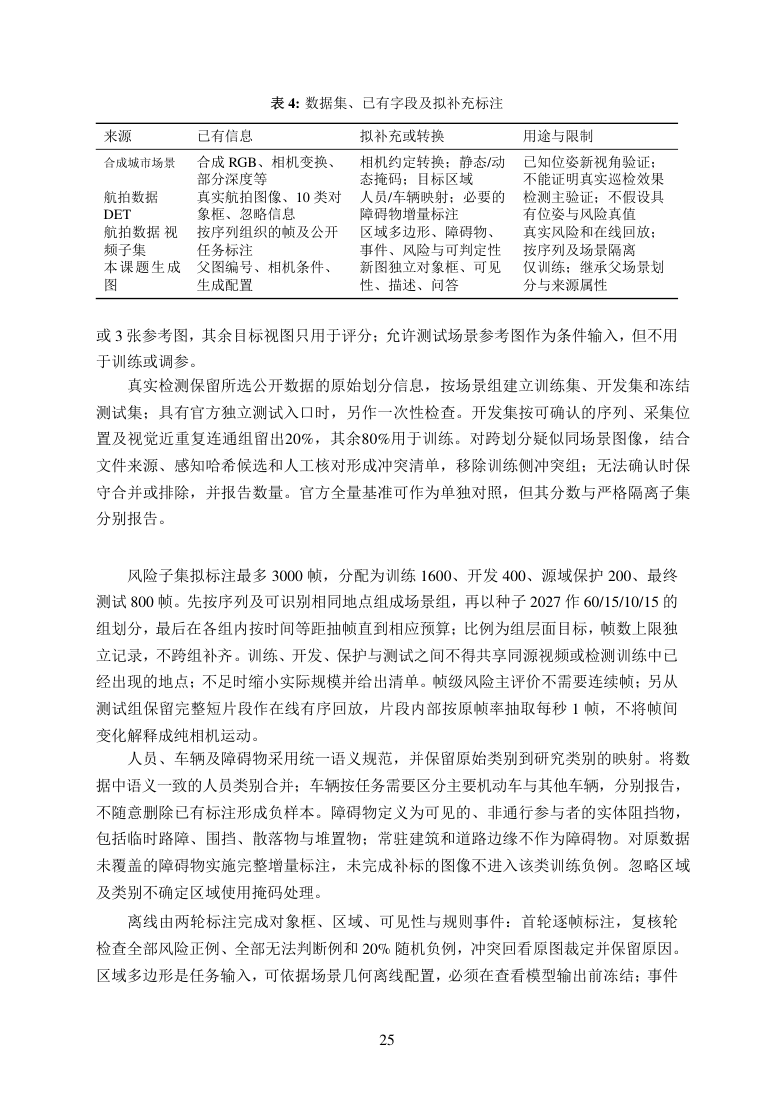 表 4: 数据集、已有字段及拟补充标注
来源 已有信息 拟补充或转换 用途与限制
合成城市场景 合成 RGB、相机变换、 相机约定转换；静态/动 已知位姿新视角验证；
部分深度等 态掩码；目标区域 不能证明真实巡检效果
航拍数据 真实航拍图像、10 类对 人员/车辆映射；必要的 检测主验证；不假设具
DET 象框、忽略信息 障碍物增量标注 有位姿与风险真值
航拍数据 视 按序列组织的帧及公开 区域多边形、障碍物、 真实风险和在线回放；
频子集 任务标注 事件、风险与可判定性 按序列及场景隔离
本课题生成 父图编号、相机条件、 新图独立对象框、可见 仅训练；继承父场景划
图 生成配置 性、描述、问答 分与来源属性
或 3 张参考图，其余目标视图只用于评分；允许测试场景参考图作为条件输入，但不用
于训练或调参。
真实检测保留所选公开数据的原始划分信息，按场景组建立训练集、开发集和冻结
测试集；具有官方独立测试入口时，另作一次性检查。开发集按可确认的序列、采集位
置及视觉近重复连通组留出20%，其余80%用于训练。对跨划分疑似同场景图像，结合
文件来源、感知哈希候选和人工核对形成冲突清单，移除训练侧冲突组；无法确认时保
守合并或排除，并报告数量。官方全量基准可作为单独对照，但其分数与严格隔离子集
分别报告。
风险子集拟标注最多 3000 帧，分配为训练 1600、开发 400、源域保护 200、最终
测试 800 帧。先按序列及可识别相同地点组成场景组，再以种子 2027 作 60/15/10/15 的
组划分，最后在各组内按时间等距抽帧直到相应预算；比例为组层面目标，帧数上限独
立记录，不跨组补齐。训练、开发、保护与测试之间不得共享同源视频或检测训练中已
经出现的地点；不足时缩小实际规模并给出清单。帧级风险主评价不需要连续帧；另从
测试组保留完整短片段作在线有序回放，片段内部按原帧率抽取每秒 1 帧，不将帧间
变化解释成纯相机运动。
人员、车辆及障碍物采用统一语义规范，并保留原始类别到研究类别的映射。将数
据中语义一致的人员类别合并；车辆按任务需要区分主要机动车与其他车辆，分别报告，
不随意删除已有标注形成负样本。障碍物定义为可见的、非通行参与者的实体阻挡物，
包括临时路障、围挡、散落物与堆置物；常驻建筑和道路边缘不作为障碍物。对原数据
未覆盖的障碍物实施完整增量标注，未完成补标的图像不进入该类训练负例。忽略区域
及类别不确定区域使用掩码处理。
离线由两轮标注完成对象框、区域、可见性与规则事件：首轮逐帧标注，复核轮
检查全部风险正例、全部无法判断例和 20% 随机负例，冲突回看原图裁定并保留原因。
区域多边形是任务输入，可依据场景几何离线配置，必须在查看模型输出前冻结；事件
25